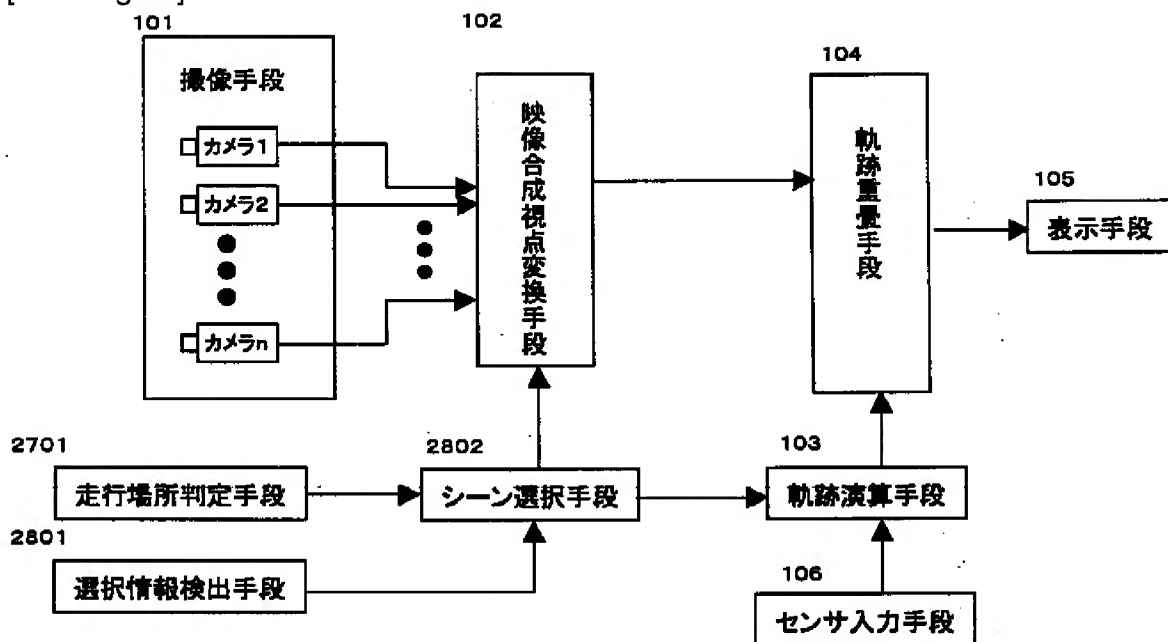 101
撮像手段
カメラ1
カメラ2
カメラn
102
映像合成視点変換手段
104
軌跡重畳手段
105
表示手段
2701
走行場所判定手段
2802
シーン選択手段
103
軌跡演算手段
2801
選択情報検出手段
106
センサ入力手段